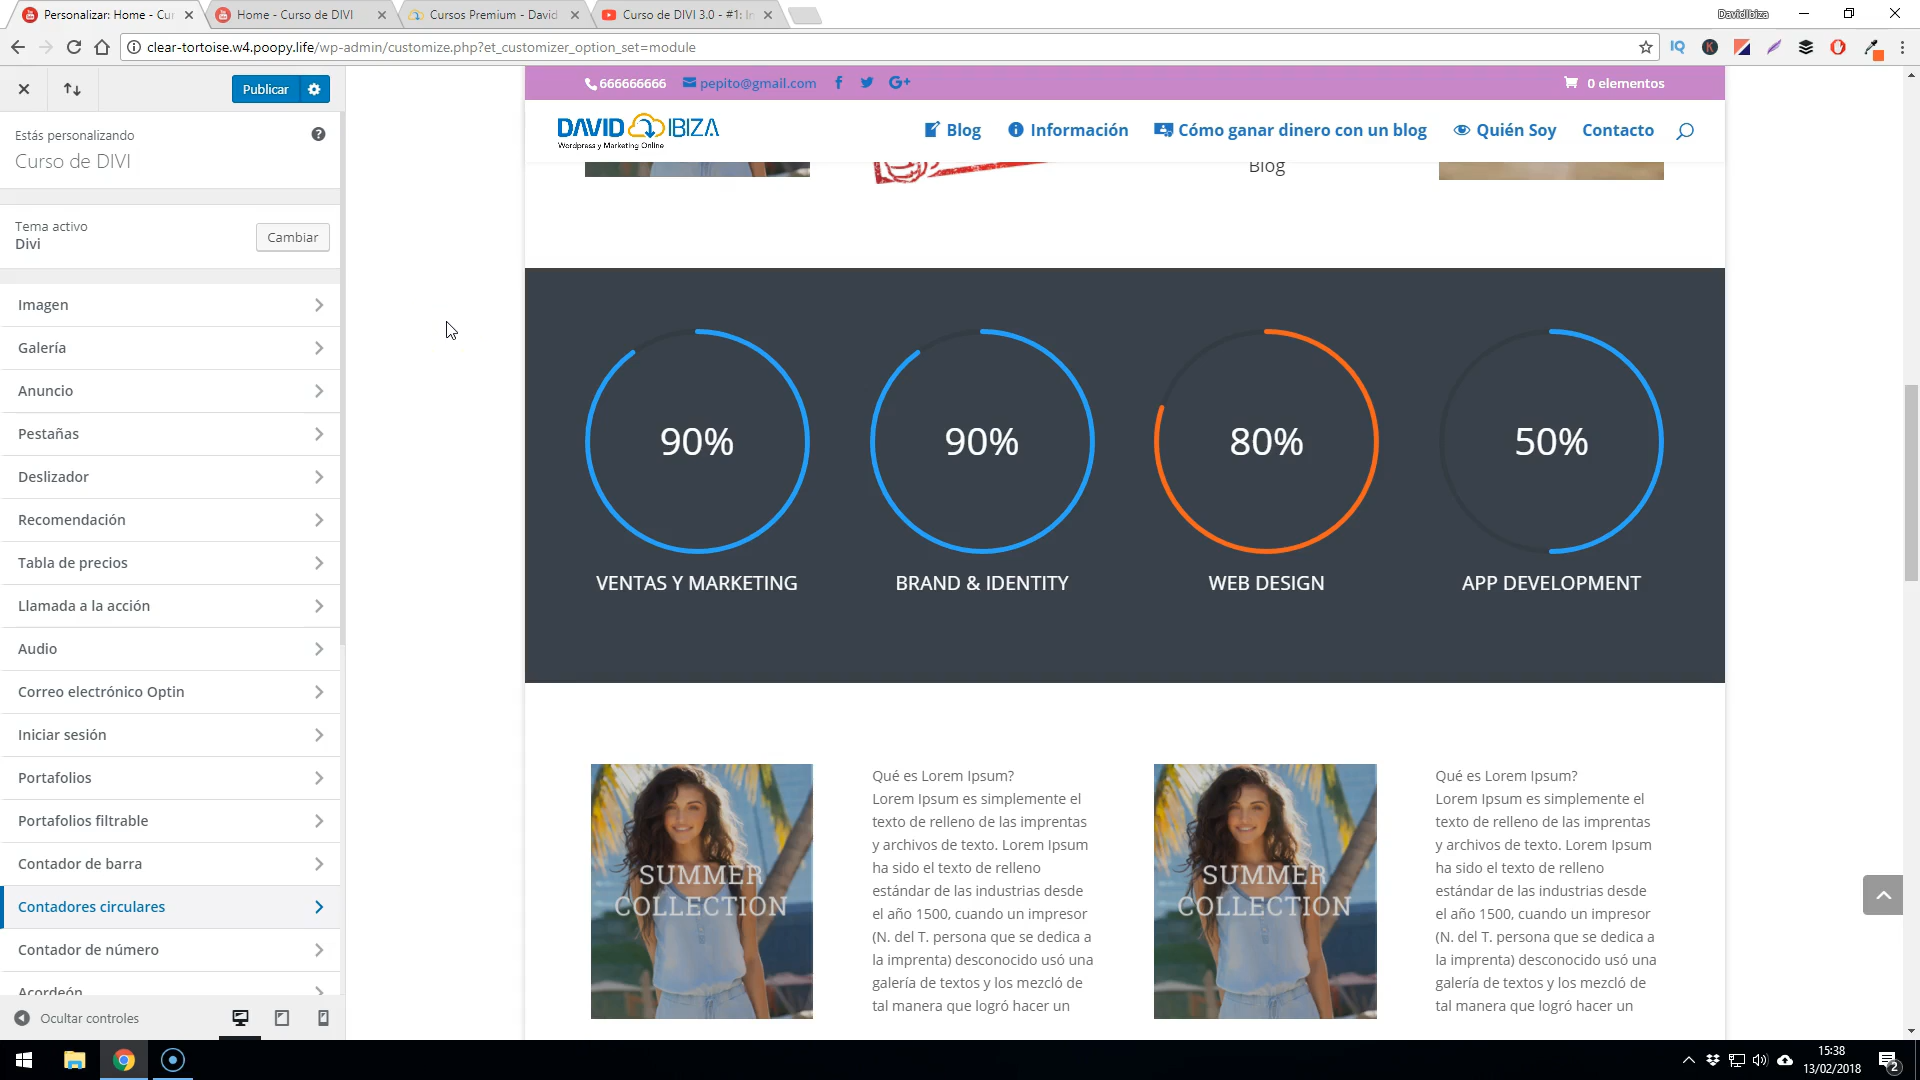 Personalizar: Home - Cur
Home - Curso de DIVI
Cursos Premium - David
Curso de DIVI 3.0 - #1: In
DavidIbiza
clear-tortoise.w4.poopy.life/wp-admin/customize.php?et_customizer_option_set=module
Publicar
Estás personalizando
Curso de DIVI
Tema activo
Divi
Cambiar
Imagen
Galería
Anuncio
Pestañas
Deslizador
Recomendación
Tabla de precios
Llamada a la acción
Audio
Correo electrónico Optin
Iniciar sesión
Portafolios
Portafolios filtrable
Contador de barra
Contadores circulares
Contador de número
Acordeón
Ocultar controles
666666666
pepito@gmail.com
0 elementos
DAVID IBIZA
Wordpress y Marketing Online
Blog
Información
Cómo ganar dinero con un blog
Quién Soy
Contacto
Blog
90%
VENTAS Y MARKETING
90%
BRAND & IDENTITY
80%
WEB DESIGN
50%
APP DEVELOPMENT
SUMMER
COLLECTION
Qué es Lorem Ipsum?
Lorem Ipsum es simplemente el
texto de relleno de las imprentas
y archivos de texto. Lorem Ipsum
ha sido el texto de relleno
estándar de las industrias desde
el año 1500, cuando un impresor
(N. del T. persona que se dedica a
la imprenta) desconocido usó una
galería de textos y los mezcló de
tal manera que logró hacer un
SUMMER
COLLECTION
Qué es Lorem Ipsum?
Lorem Ipsum es simplemente el
texto de relleno de las imprentas
y archivos de texto. Lorem Ipsum
ha sido el texto de relleno
estándar de las industrias desde
el año 1500, cuando un impresor
(N. del T. persona que se dedica a
la imprenta) desconocido usó una
galería de textos y los mezcló de
tal manera que logró hacer un
15:38
13/02/2018
2